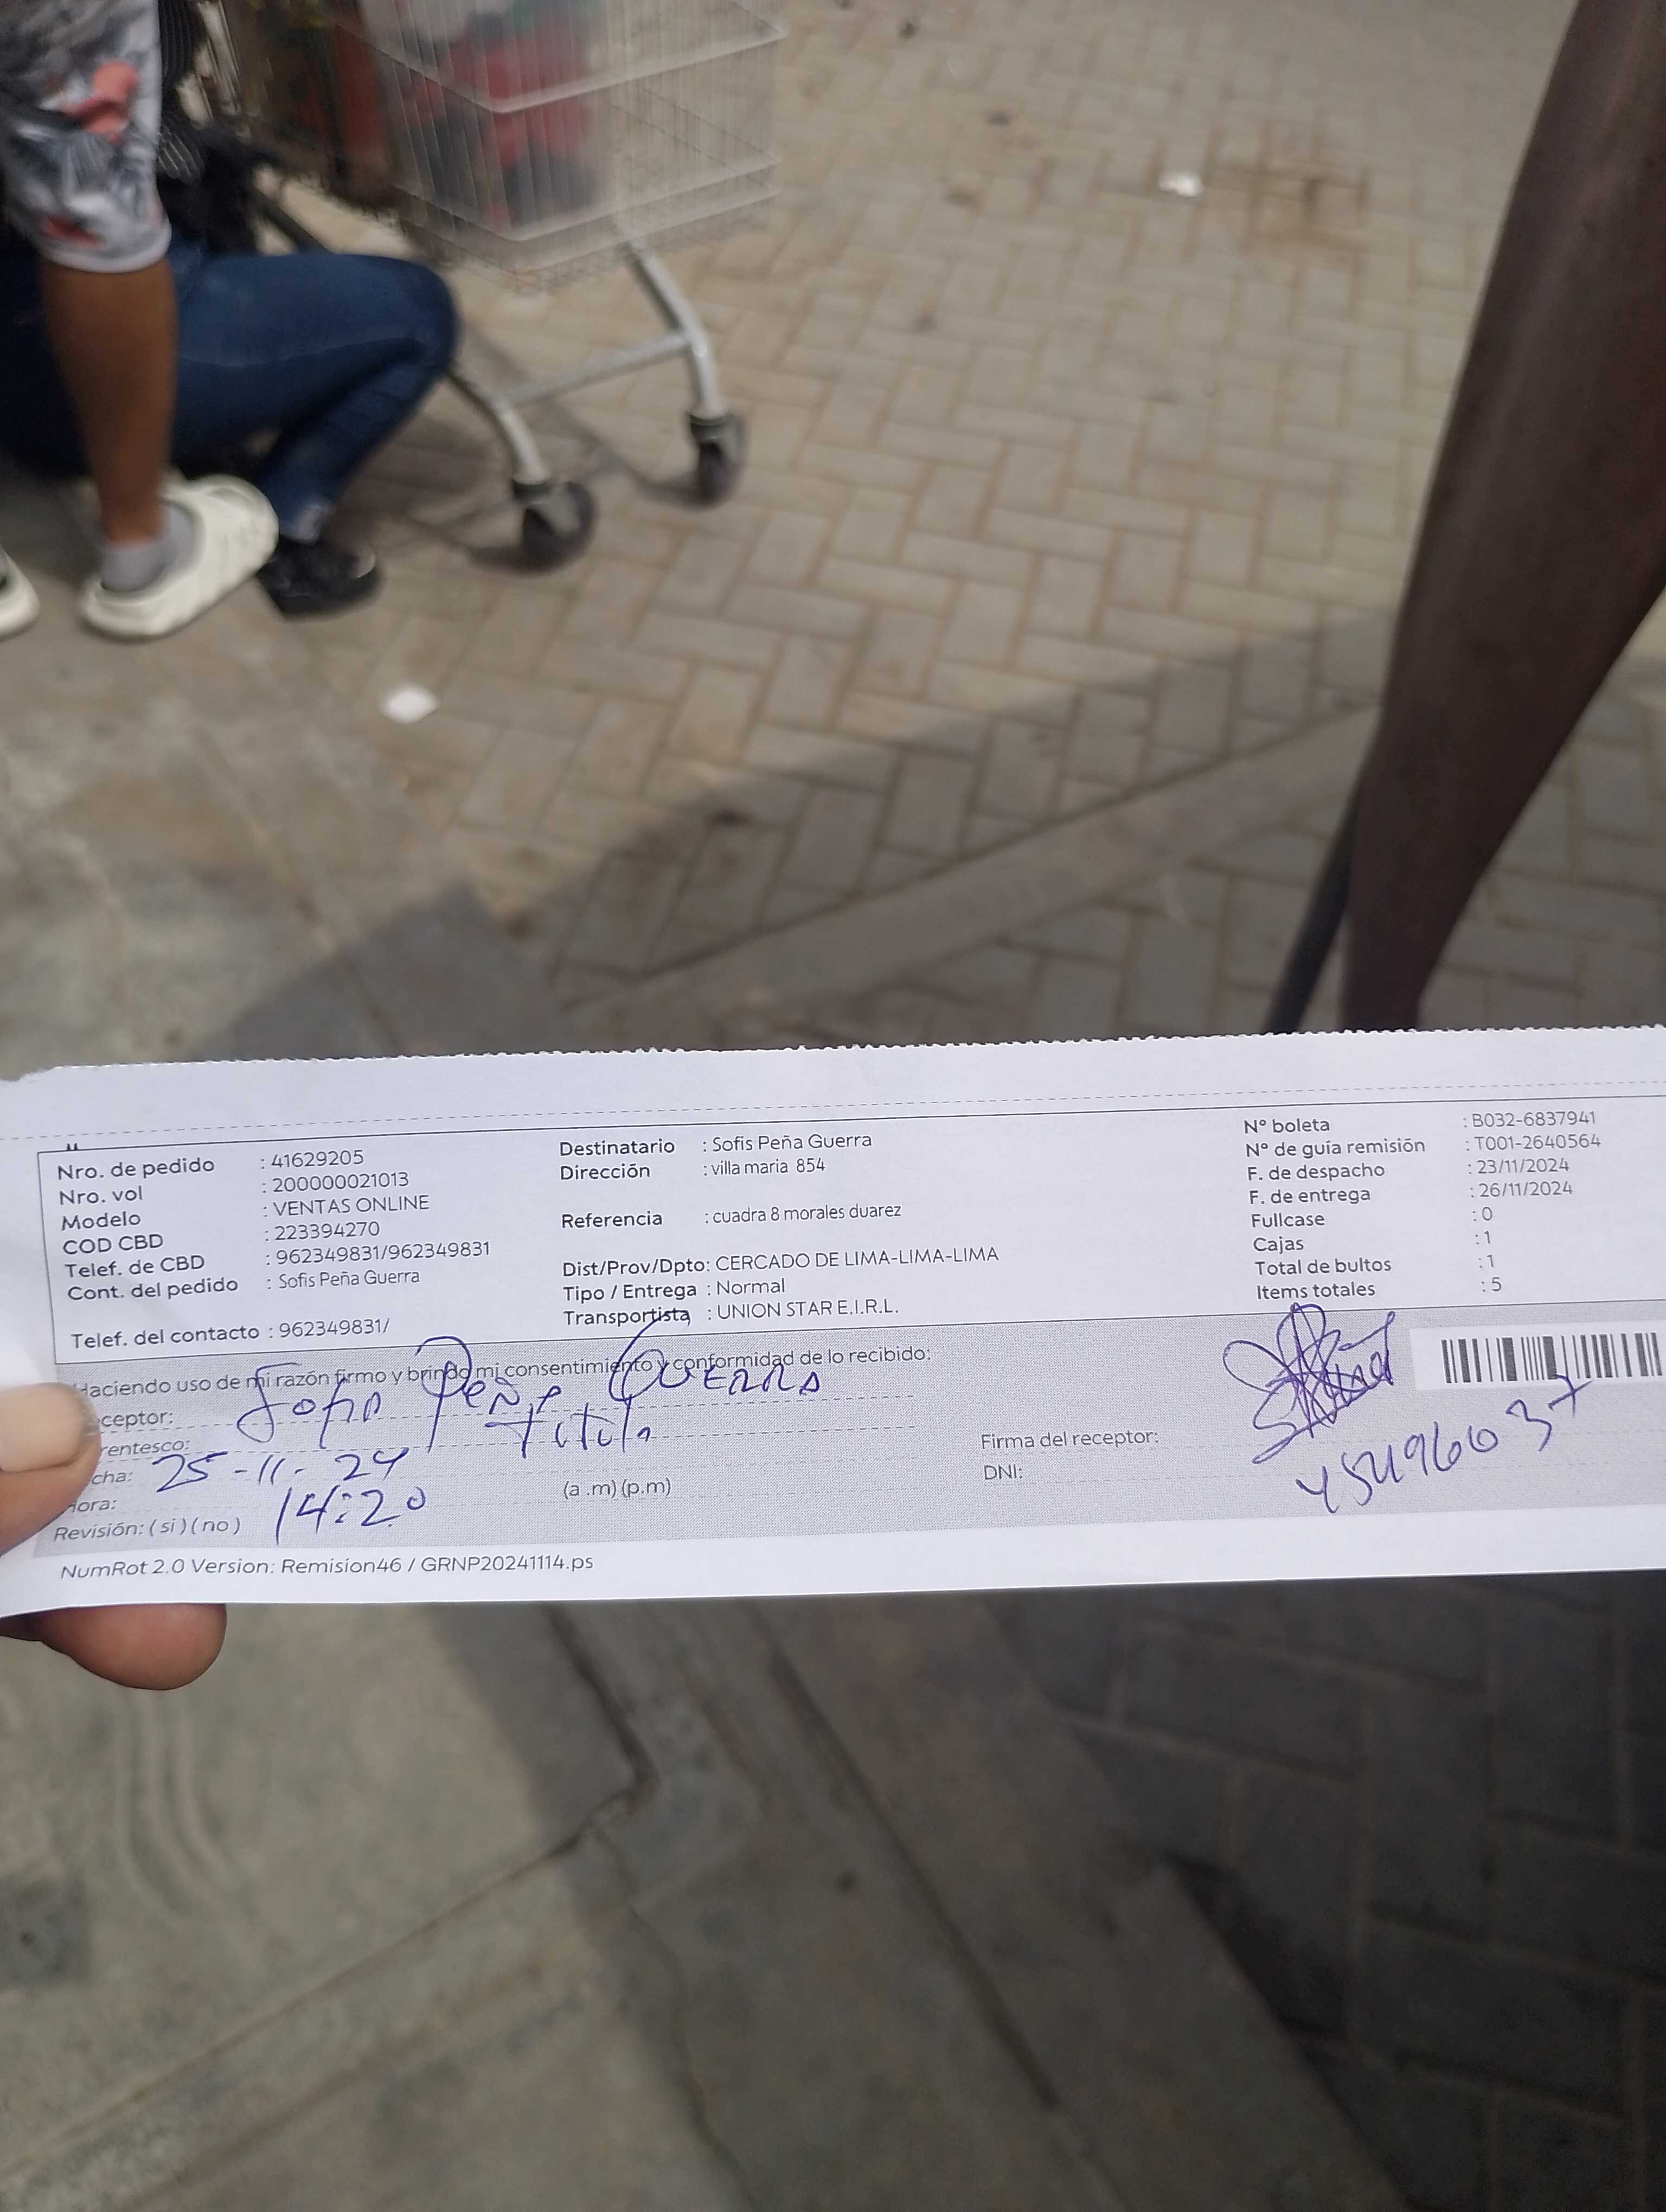 Nro. de pedido : 41629205
Nro. vol : 200000021013
Modelo : VENTAS ONLINE
COD CBD : 223394270
Telef. de CBD : 962349831/962349831
Cont. del pedido : Sofis Peña Guerra
Telef. del contacto : 962349831/
Destinatario : Sofis Peña Guerra
Dirección : villa maria 854
Referencia : cuadra 8 morales duarez
Dist/Prov/Dpto: CERCADO DE LIMA-LIMA-LIMA
Tipo / Entrega : Normal
Transportista : UNION STAR E.I.R.L.
N° boleta : B032-6837941
N° de guía remisión : T001-2640564
F. de despacho : 23/11/2024
F. de entrega : 26/11/2024
Fullcase : 0
Cajas : 1
Total de bultos : 1
Items totales : 5
Haciendo uso de mi razón firmo y brindo mi consentimiento y conformidad de lo recibido:
ceptor: Sofia Peña GUERRA
rentesco: Titula
cha: 25-11-24
ora: 14:20 (a .m) (p.m)
Revisión: ( si ) ( no )
Firma del receptor:
DNI:
NumRot 2.0 Version: Remision46 / GRNP20241114.ps